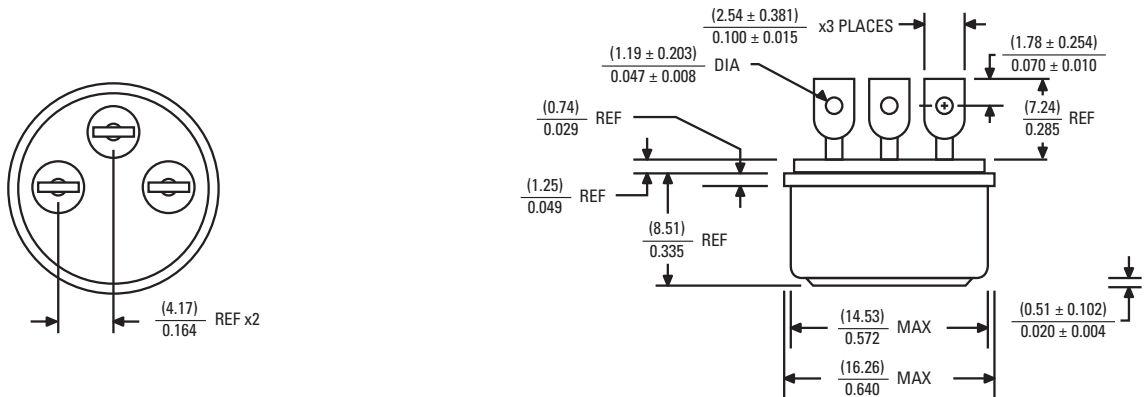 (2.54 ± 0.381)
0.100 ± 0.015
x3 PLACES
(1.19 ± 0.203)
0.047 ± 0.008
DIA
(1.78 ± 0.254)
0.070 ± 0.010
(0.74)
0.029
REF
(7.24)
0.285
REF
(1.25)
0.049
REF
(8.51)
0.335
REF
(4.17)
0.164
REF x2
(0.51 ± 0.102)
0.020 ± 0.004
(14.53)
0.572
MAX
(16.26)
0.640
MAX